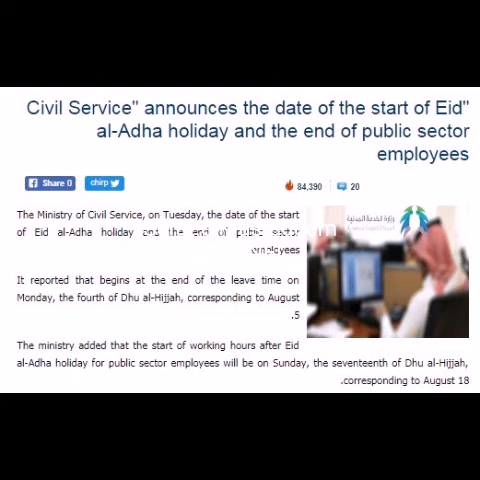 Civil Service" announces the date of the start of Eid"
al-Adha holiday and the end of public sector
employees
Share 0
chirp
84,390
20
The Ministry of Civil Service, on Tuesday, the date of the start
of Eid al-Adha holiday and the end of public sector
employees
وزارة الخدمة المدنية
It reported that begins at the end of the leave time on
Monday, the fourth of Dhu al-Hijjah, corresponding to August
.5
The ministry added that the start of working hours after Eid
al-Adha holiday for public sector employees will be on Sunday, the seventeenth of Dhu al-Hijjah,
.corresponding to August 18